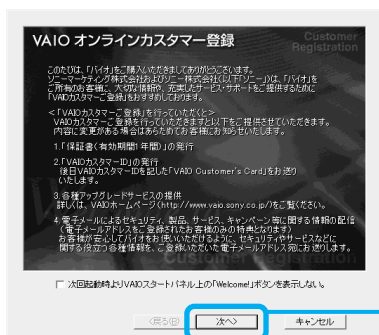 VAIO オンラインカスタマー登録
Customer
Registration
このたびは、「バイオ」をご購入いただきましてありがとうございます。
ソニーマーケティング株式会社およびソニー株式会社(以下「ソニー」)は、「バイオ」を
ご所有のお客様に、大切な情報や、充実したサービス・サポートをご提供するために
「VAIOカスタマーご登録」をおすすめしております。
<「VAIOカスタマーご登録」を行っていただくと>
VAIOカスタマーご登録を行っていただきますと以下をご提供させていただきます。
内容に変更がある場合はあらためてお客様にお知らせいたします。
1.「保証書<有効期間1年間>」の発行
2.「VAIOカスタマーID」の発行
後日VAIOカスタマーIDを記した「VAIO Customer's Card」をお送り
いたします。
3.各種アップグレードサービスの提供
詳しくは、VAIOホームページ(http://www.vaio.sony.co.jp/)をご覧ください。
4.電子メールによるセキュリティ、製品、サービス、キャンペーン等に関する情報の配信
(電子メールアドレスをご登録されたお客様のみの特典となります)
お客様が安心してバイオをお使いいただけるように、セキュリティやサービスなどに
関する役立つ各種情報を、ご登録いただいた電子メールアドレス宛にお送りします。
次回起動時よりVAIOスタートパネル上の「Welcome!」ボタンを表示しない。
<戻る(B)
次へ>
キャンセル